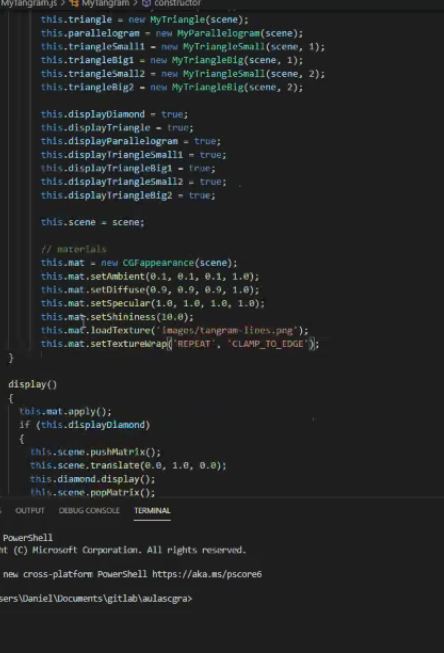 MyTangram.js > MyTangram > constructor
this.triangle = new MyTriangle(scene);
this.parallelogram = new MyParallelogram(scene);
this.triangleSmall1 = new MyTriangleSmall(scene, 1);
this.triangleBig1 = new MyTriangleBig(scene, 1);
this.triangleSmall2 = new MyTriangleSmall(scene, 2);
this.triangleBig2 = new MyTriangleBig(scene, 2);
this.displayDiamond = true;
this.displayTriangle = true;
this.displayParallelogram = true;
this.displayTriangleSmall1 = true;
this.displayTriangleBig1 = true;
this.displayTriangleSmall2 = true;
this.displayTriangleBig2 = true;
this.scene = scene;
// materials
this.mat = new CGFappearance(scene);
this.mat.setAmbient(0.1, 0.1, 0.1, 1.0);
this.mat.setDiffuse(0.9, 0.9, 0.9, 1.0);
this.mat.setSpecular(1.0, 1.0, 1.0, 1.0);
this.mat.setShininess(10.0);
this.mat.loadTexture('images/tangram-lines.png');
this.mat.setTextureWrap('REPEAT', 'CLAMP_TO_EDGE');
}
display()
{
this.mat.apply();
if (this.displayDiamond)
{
this.scene.pushMatrix();
this.scene.translate(0.0, 1.0, 0.0);
this.diamond.display();
this.scene.popMatrix();
OUTPUT DEBUG CONSOLE TERMINAL
PowerShell
ht (C) Microsoft Corporation. All rights reserved.
new cross-platform PowerShell https://aka.ms/pscore6
sers\Daniel\Documents\gitlab\aulascgra>